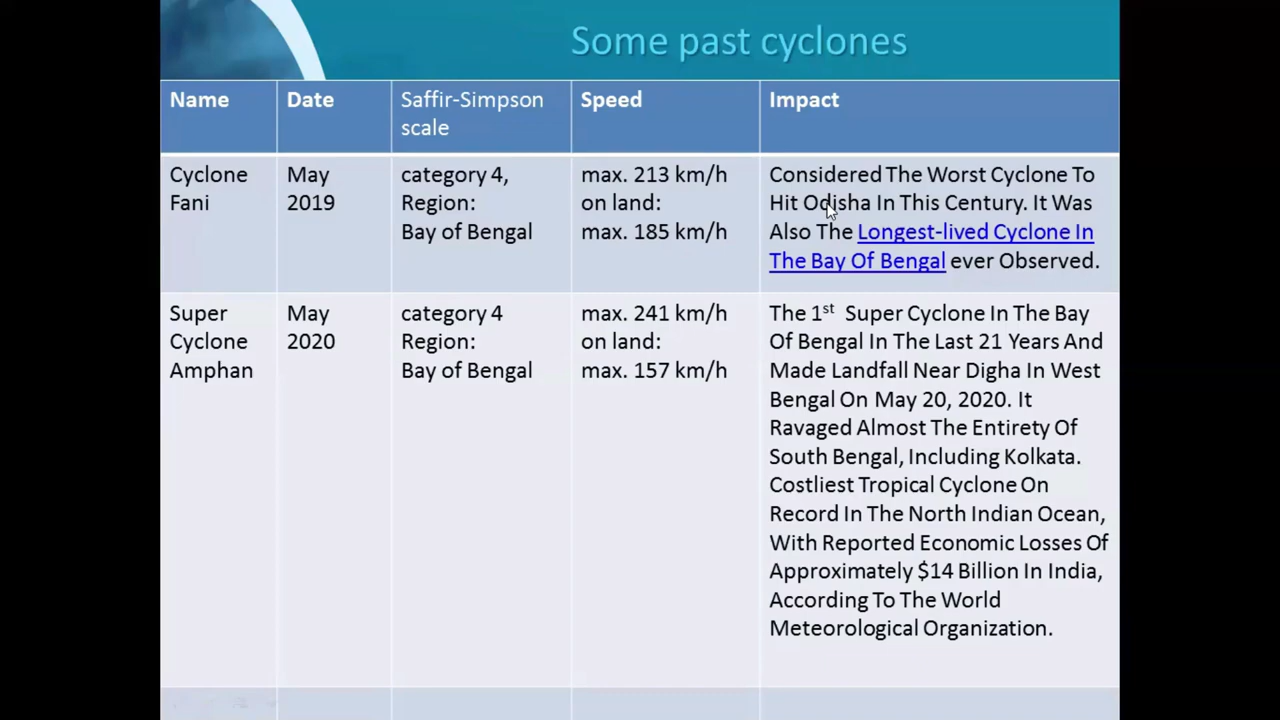 Some past cyclones
Name
Date
Saffir-Simpson
scale
Speed
Impact
Cyclone
Fani
May
2019
category 4,
Region:
Bay of Bengal
max. 213 km/h
on land:
max. 185 km/h
Considered The Worst Cyclone To
Hit Odisha In This Century. It Was
Also The Longest-lived Cyclone In
The Bay Of Bengal ever Observed.
Super
Cyclone
Amphan
May
2020
category 4
Region:
Bay of Bengal
max. 241 km/h
on land:
max. 157 km/h
The 1st Super Cyclone In The Bay
Of Bengal In The Last 21 Years And
Made Landfall Near Digha In West
Bengal On May 20, 2020. It
Ravaged Almost The Entirety Of
South Bengal, Including Kolkata.
Costliest Tropical Cyclone On
Record In The North Indian Ocean,
With Reported Economic Losses Of
Approximately $14 Billion In India,
According To The World
Meteorological Organization.